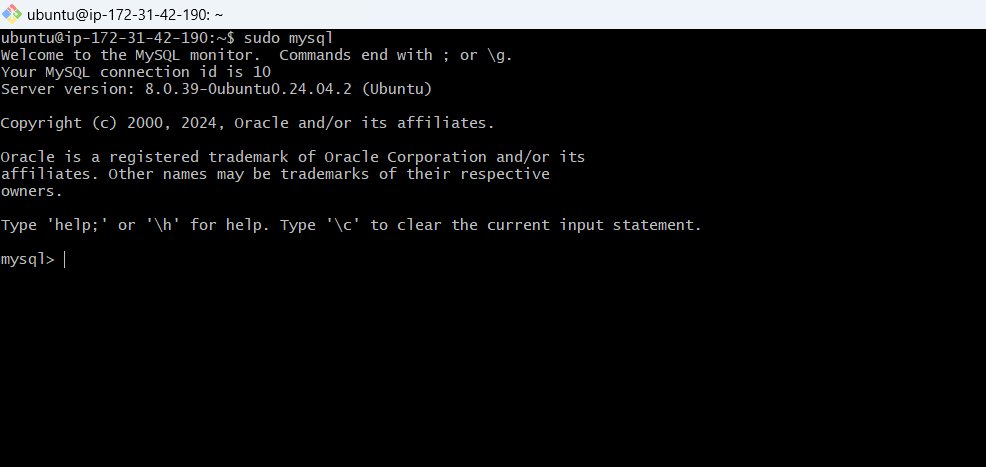 ubuntu@ip-172-31-42-190: ~
ubuntu@ip-172-31-42-190:~$ sudo mysql
Welcome to the MySQL monitor.  Commands end with ; or \g.
Your MySQL connection id is 10
Server version: 8.0.39-0ubuntu0.24.04.2 (Ubuntu)
Copyright (c) 2000, 2024, Oracle and/or its affiliates.
Oracle is a registered trademark of Oracle Corporation and/or its
affiliates. Other names may be trademarks of their respective
owners.
Type 'help;' or '\h' for help. Type '\c' to clear the current input statement.
mysql>